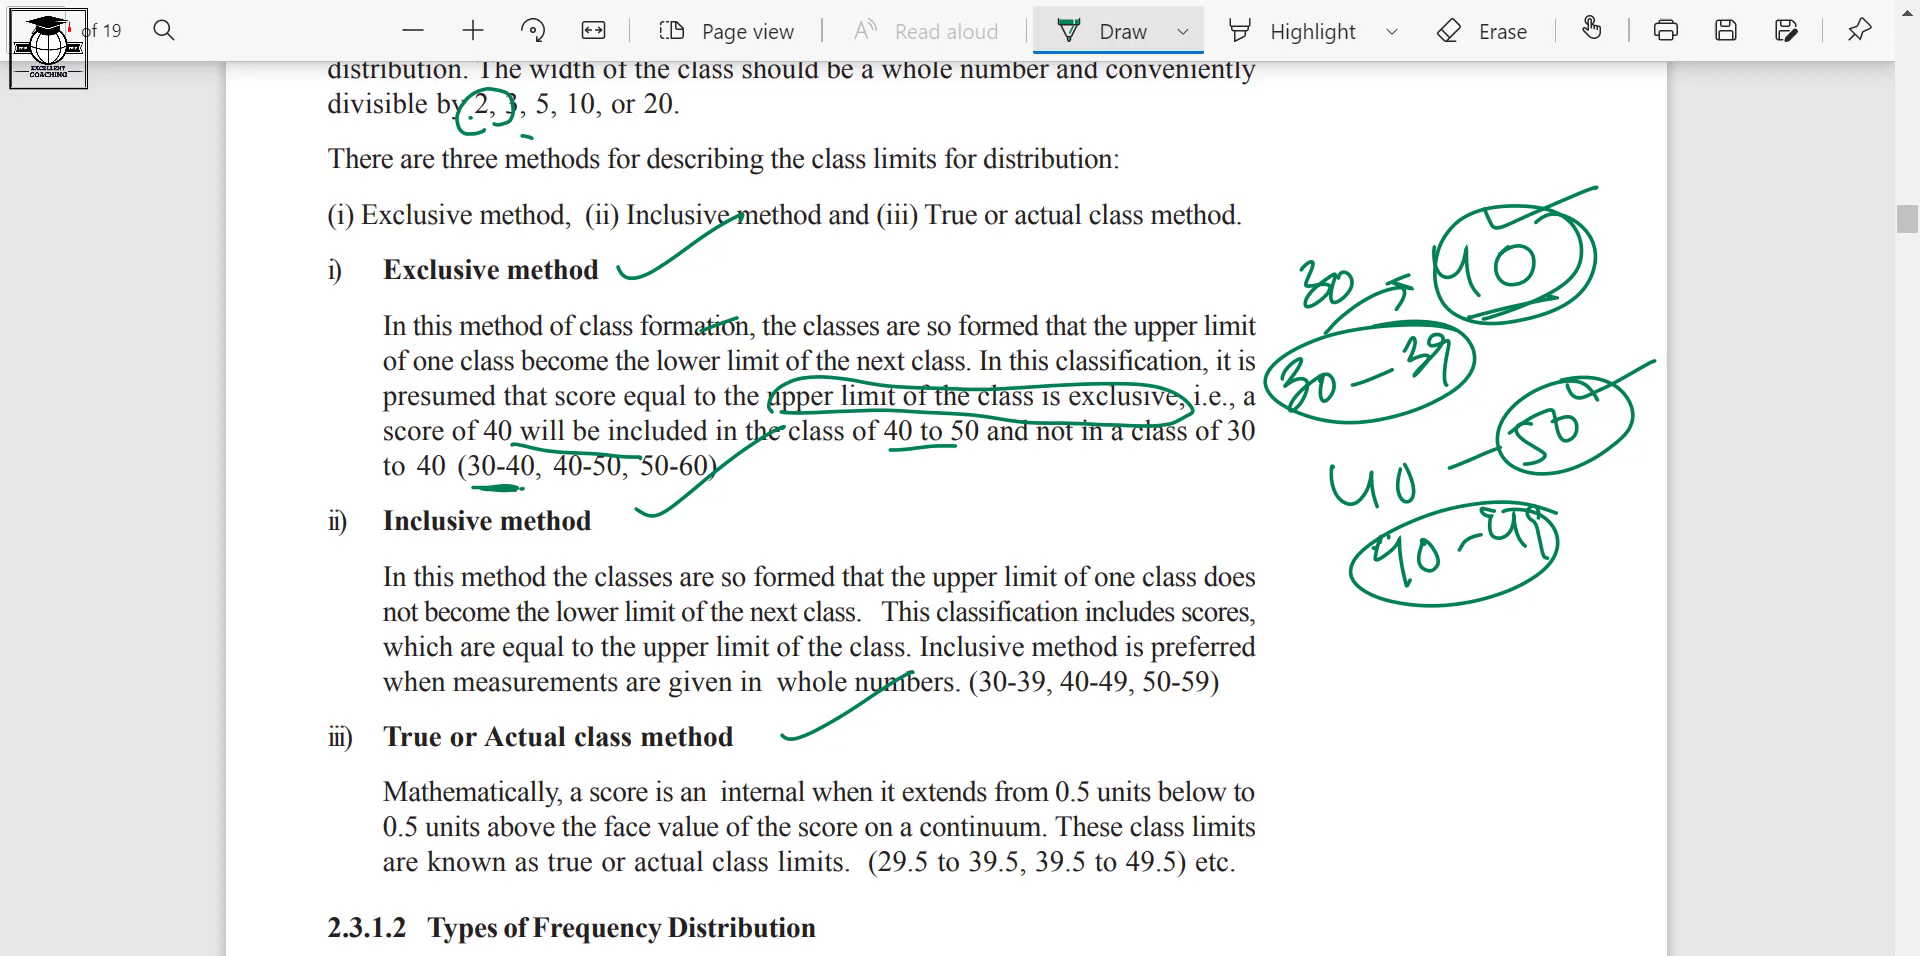 of 19
Page view
Read aloud
Draw
Highlight
Erase
EXCELLENT
COACHING
distribution. The width of the class should be a whole number and conveniently
divisible by 2, 3, 5, 10, or 20.
There are three methods for describing the class limits for distribution:
(i) Exclusive method, (ii) Inclusive method and (iii) True or actual class method.
i) Exclusive method
In this method of class formation, the classes are so formed that the upper limit
of one class become the lower limit of the next class. In this classification, it is
presumed that score equal to the upper limit of the class is exclusive, i.e., a
score of 40 will be included in the class of 40 to 50 and not in a class of 30
to 40 (30-40, 40-50, 50-60)
30 40
30 - 39
40 - 50
40 - 49
ii) Inclusive method
In this method the classes are so formed that the upper limit of one class does
not become the lower limit of the next class. This classification includes scores,
which are equal to the upper limit of the class. Inclusive method is preferred
when measurements are given in whole numbers. (30-39, 40-49, 50-59)
iii) True or Actual class method
Mathematically, a score is an internal when it extends from 0.5 units below to
0.5 units above the face value of the score on a continuum. These class limits
are known as true or actual class limits. (29.5 to 39.5, 39.5 to 49.5) etc.
2.3.1.2 Types of Frequency Distribution